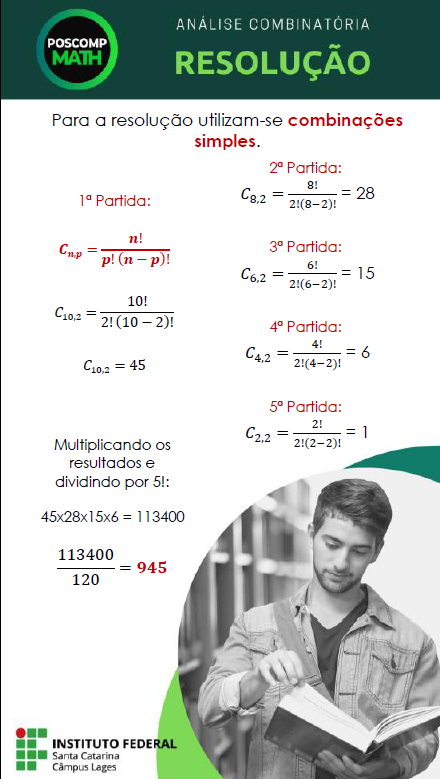 POSCOMP
MATH
ANÁLISE COMBINATÓRIA
RESOLUÇÃO
Para a resolução utilizam-se combinações
simples.
1ª Partida:
C_{n,p} = \frac{n!}{p!(n-p)!}
C_{10,2} = \frac{10!}{2!(10-2)!}
C_{10,2} = 45
2ª Partida:
C_{8,2} = \frac{8!}{2!(8-2)!} = 28
3ª Partida:
C_{6,2} = \frac{6!}{2!(6-2)!} = 15
4ª Partida:
C_{4,2} = \frac{4!}{2!(4-2)!} = 6
5ª Partida:
C_{2,2} = \frac{2!}{2!(2-2)!} = 1
Multiplicando os
resultados e
dividindo por 5!:
45x28x15x6 = 113400
\frac{113400}{120} = 945
INSTITUTO FEDERAL
Santa Catarina
Câmpus Lages